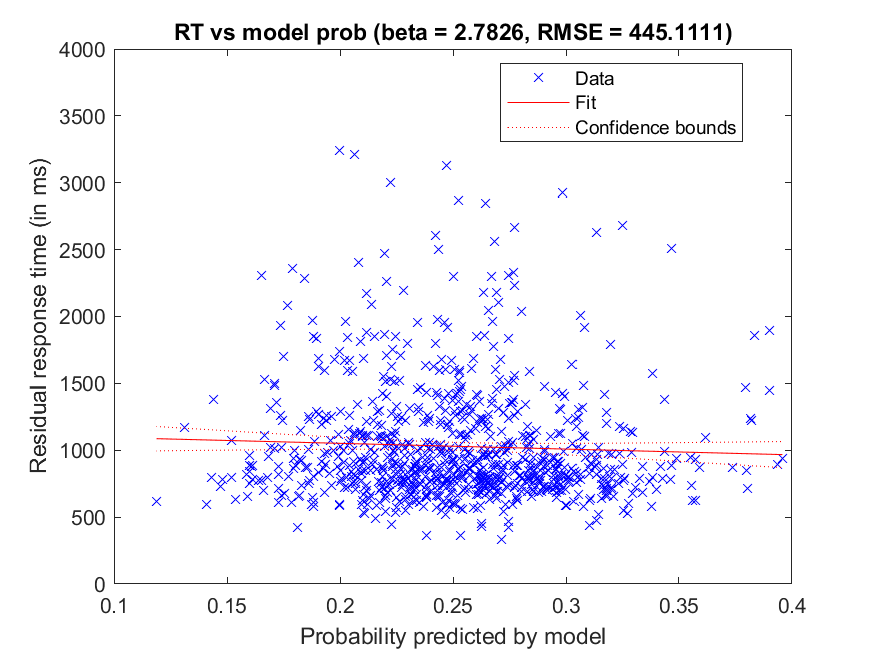 RT vs model prob (beta = 2.7826, RMSE = 445.1111)
4000
3500
3000
2500
2000
1500
1000
500
0
Residual response time (in ms)
Data
Fit
Confidence bounds
0.1 0.15 0.2 0.25 0.3 0.35 0.4
Probability predicted by model